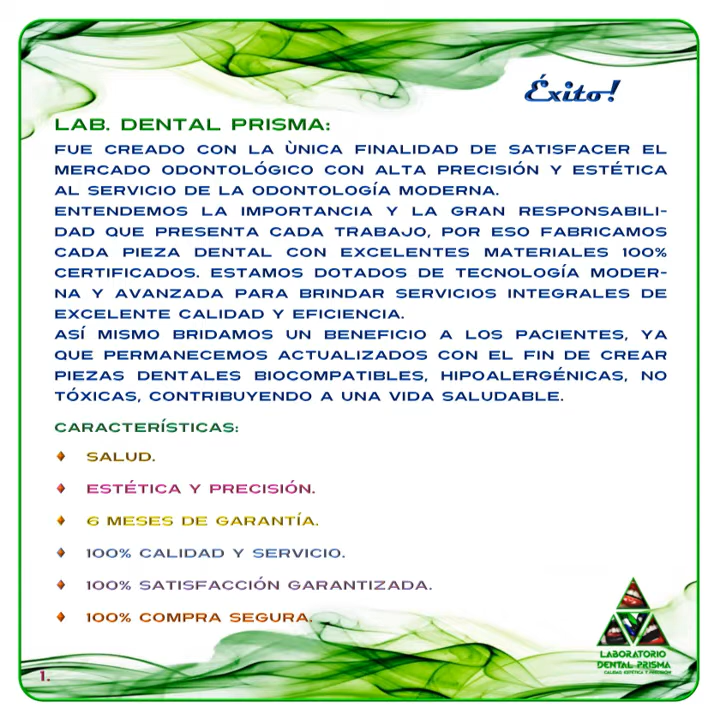 Éxito!
LAB. DENTAL PRISMA:
FUE CREADO CON LA ÙNICA FINALIDAD DE SATISFACER EL
MERCADO ODONTOLÓGICO CON ALTA PRECISIÓN Y ESTÉTICA
AL SERVICIO DE LA ODONTOLOGÍA MODERNA.
ENTENDEMOS LA IMPORTANCIA Y LA GRAN RESPONSABILI-
DAD QUE PRESENTA CADA TRABAJO, POR ESO FABRICAMOS
CADA PIEZA DENTAL CON EXCELENTES MATERIALES 100%
CERTIFICADOS. ESTAMOS DOTADOS DE TECNOLOGÍA MODER-
NA Y AVANZADA PARA BRINDAR SERVICIOS INTEGRALES DE
EXCELENTE CALIDAD Y EFICIENCIA.
ASÍ MISMO BRIDAMOS UN BENEFICIO A LOS PACIENTES, YA
QUE PERMANECEMOS ACTUALIZADOS CON EL FIN DE CREAR
PIEZAS DENTALES BIOCOMPATIBLES, HIPOALERGÉNICAS, NO
TÓXICAS, CONTRIBUYENDO A UNA VIDA SALUDABLE.
CARACTERÍSTICAS:
SALUD.
ESTÉTICA Y PRECISIÓN.
6 MESES DE GARANTÍA.
100% CALIDAD Y SERVICIO.
100% SATISFACCIÓN GARANTIZADA.
100% COMPRA SEGURA.
LABORATORIO
DENTAL PRISMA
CALIDAD ESTÉTICA Y PRECISIÓN
1.